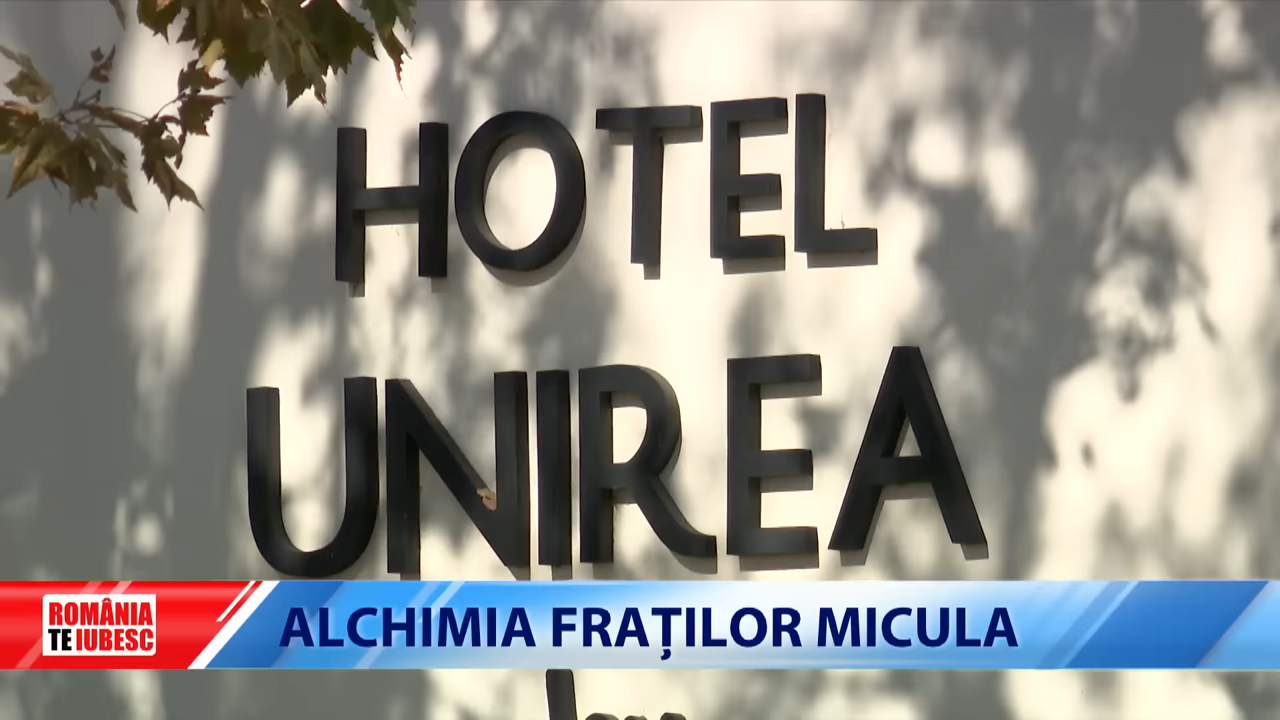 HOTEL
UNIREA
ROMÂNIA
TE IUBESC
ALCHIMIA FRAȚILOR MICULA